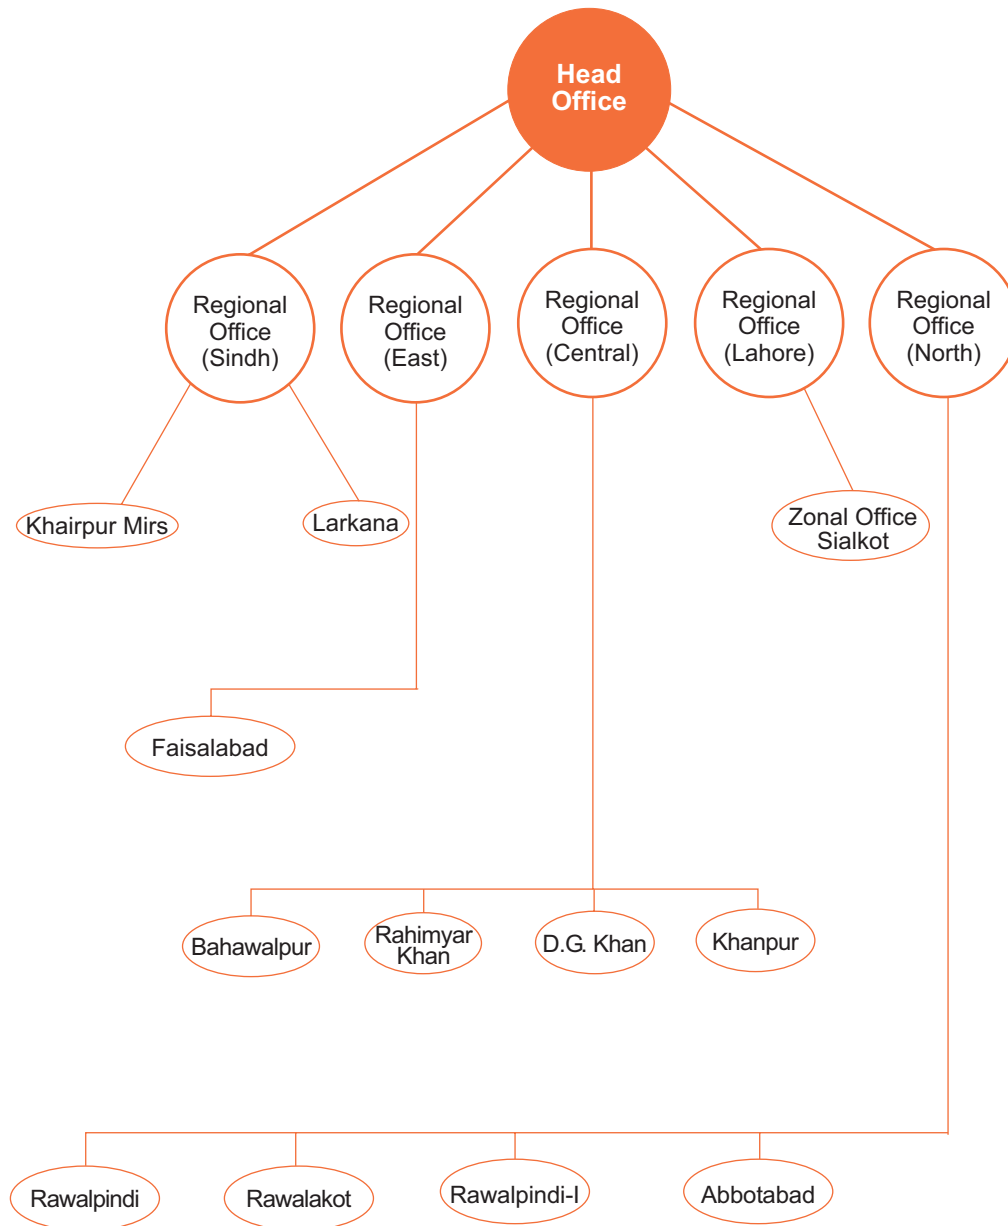 Head
Office
Regional
Office
(Sindh)
Regional
Office
(East)
Regional
Office
(Central)
Regional
Office
(Lahore)
Regional
Office
(North)
Khairpur Mirs
Larkana
Zonal Office
Sialkot
Faisalabad
Bahawalpur
Rahimyar
Khan
D.G. Khan
Khanpur
Rawalpindi
Rawalakot
Rawalpindi-I
Abbotabad